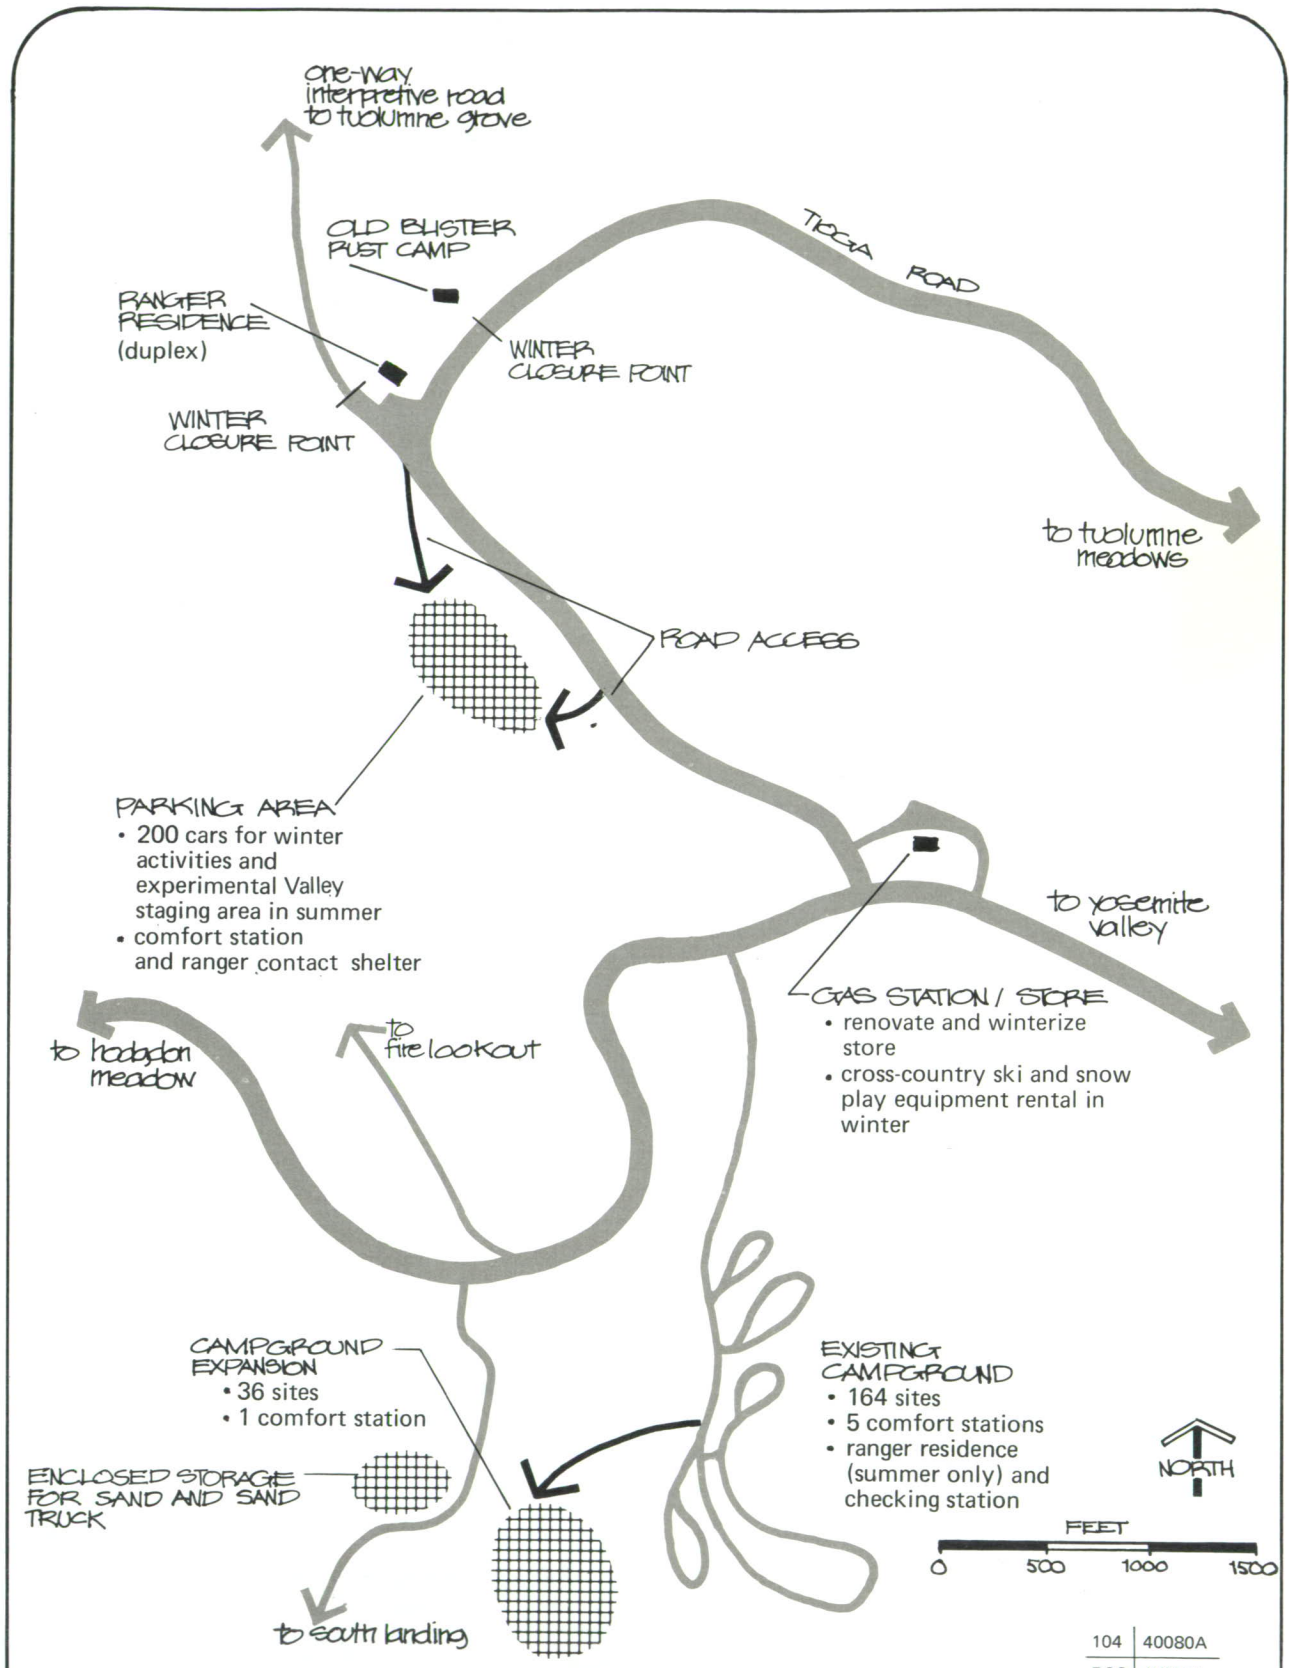 one-way
interpretive road
to tuolumne grove
OLD BLISTER
RUST CAMP
TIOGA ROAD
RANGER
RESIDENCE
(duplex)
WINTER
CLOSURE POINT
WINTER
CLOSURE POINT
to tuolumne
meadows
ROAD ACCESS
PARKING AREA
• 200 cars for winter
activities and
experimental Valley
staging area in summer
• comfort station
and ranger contact shelter
to yosemite
valley
GAS STATION / STORE
• renovate and winterize
store
• cross-country ski and snow
play equipment rental in
winter
to hodgdon
meadow
to
fire lookout
CAMPGROUND
EXPANSION
• 36 sites
• 1 comfort station
EXISTING
CAMPGROUND
• 164 sites
• 5 comfort stations
• ranger residence
(summer only) and
checking station
ENCLOSED STORAGE
FOR SAND AND SAND
TRUCK
NORTH
FEET
0 500 1000 1500
to south landing
104 40080A